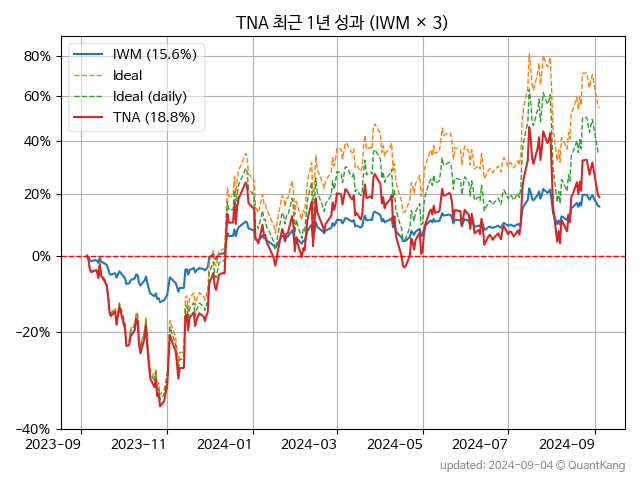 TNA 최근 1년 성과 (IWM × 3)
IWM (15.6%)
Ideal
Ideal (daily)
TNA (18.8%)
80%
60%
40%
20%
0%
−20%
−40%
2023-09 2023-11 2024-01 2024-03 2024-05 2024-07 2024-09
updated: 2024-09-04 © QuantKang